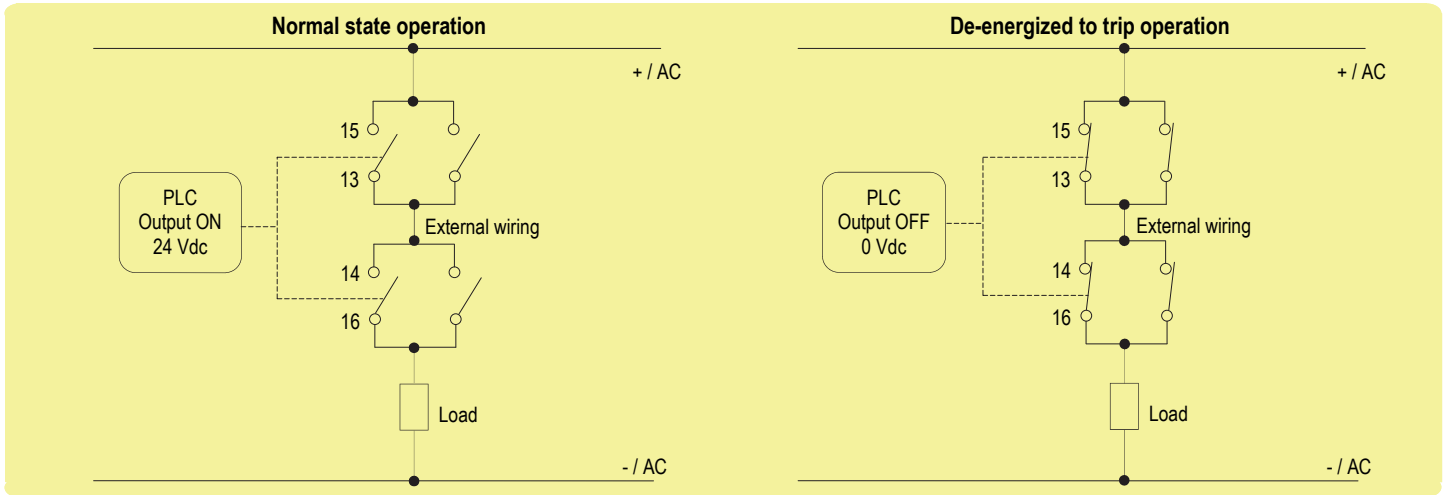 Normal state operation
+ / AC
15
13
PLC
Output ON
24 Vdc
External wiring
14
16
Load
- / AC
De-energized to trip operation
+ / AC
15
13
PLC
Output OFF
0 Vdc
External wiring
14
16
Load
- / AC